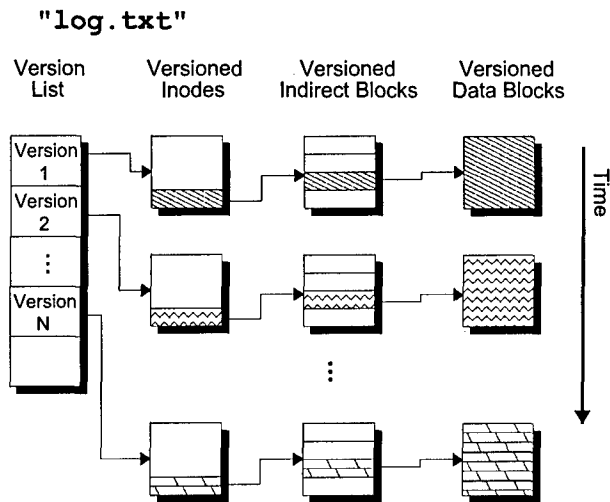 "log.txt"
Version
List
Versioned
Inodes
Versioned
Indirect Blocks
Versioned
Data Blocks
Version
1
Version
2
⋮
Version
N
⋮
Time